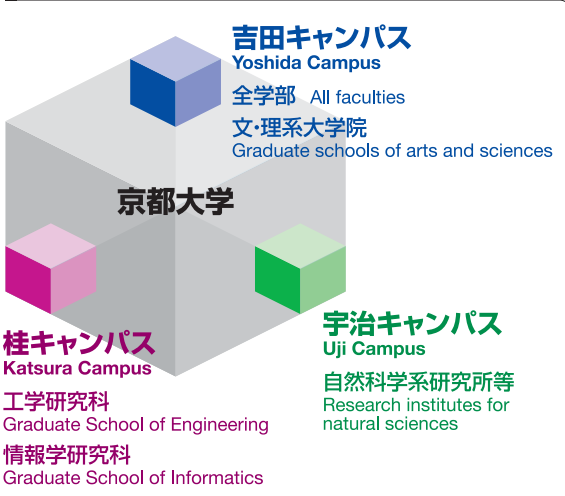 吉田キャンパス
Yoshida Campus
全学部 All faculties
文・理系大学院
Graduate schools of arts and sciences
京都大学
桂キャンパス
Katsura Campus
工学研究科
Graduate School of Engineering
情報学研究科
Graduate School of Informatics
宇治キャンパス
Uji Campus
自然科学系研究所等
Research institutes for
natural sciences